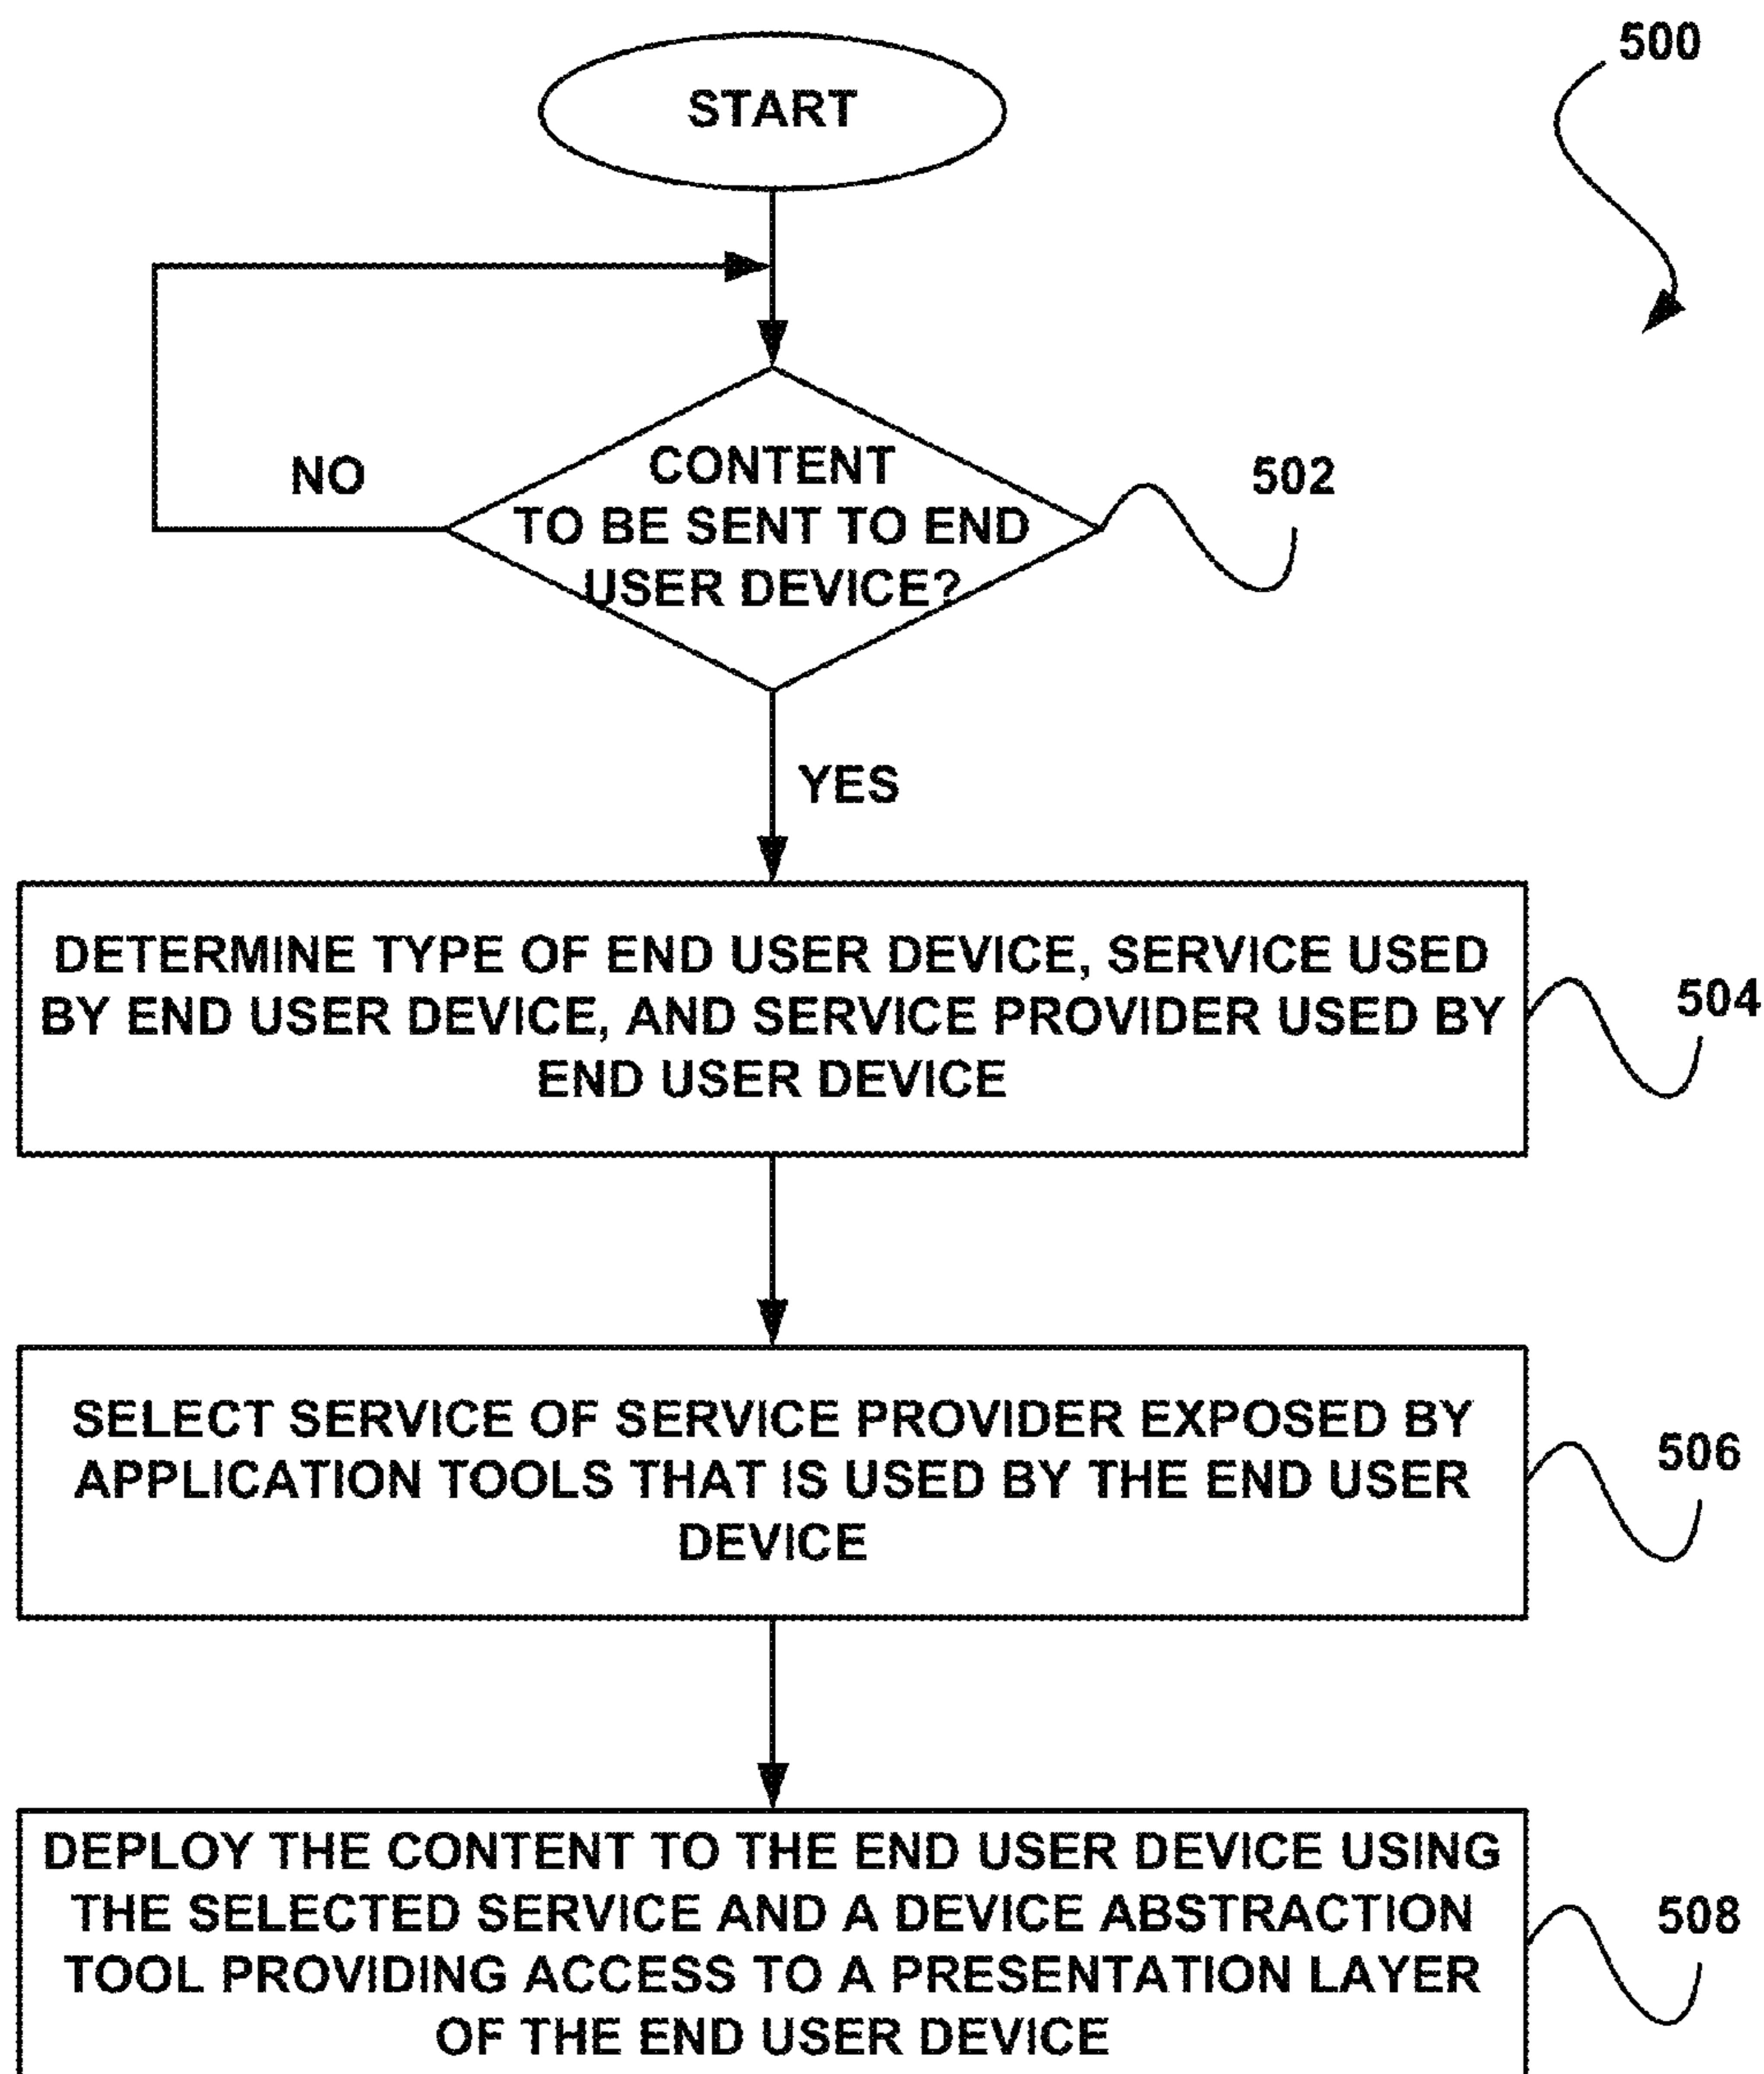 500
START
NO
CONTENT
TO BE SENT TO END
USER DEVICE?
502
YES
DETERMINE TYPE OF END USER DEVICE, SERVICE USED
BY END USER DEVICE, AND SERVICE PROVIDER USED BY
END USER DEVICE
504
SELECT SERVICE OF SERVICE PROVIDER EXPOSED BY
APPLICATION TOOLS THAT IS USED BY THE END USER
DEVICE
506
DEPLOY THE CONTENT TO THE END USER DEVICE USING
THE SELECTED SERVICE AND A DEVICE ABSTRACTION
TOOL PROVIDING ACCESS TO A PRESENTATION LAYER
OF THE END USER DEVICE
508